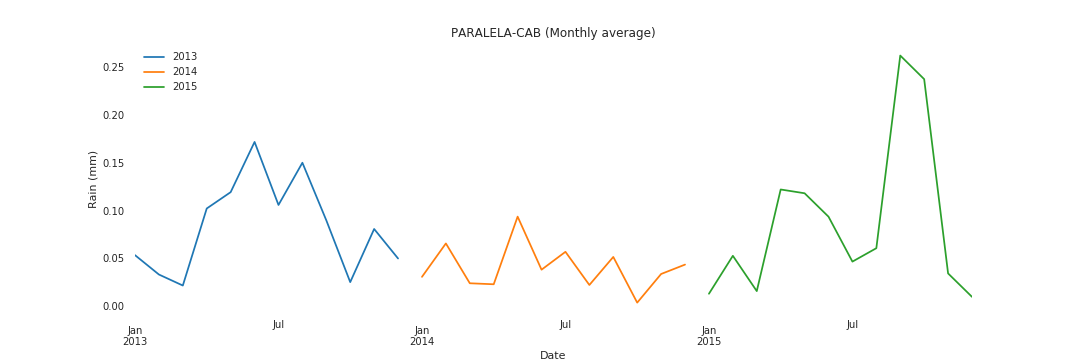 PARALELA-CAB (Monthly average)
2013
2014
2015
0.25
0.20
0.15
0.10
0.05
0.00
Rain (mm)
Jan
2013
Jul
Jan
2014
Jul
Jan
2015
Jul
Date